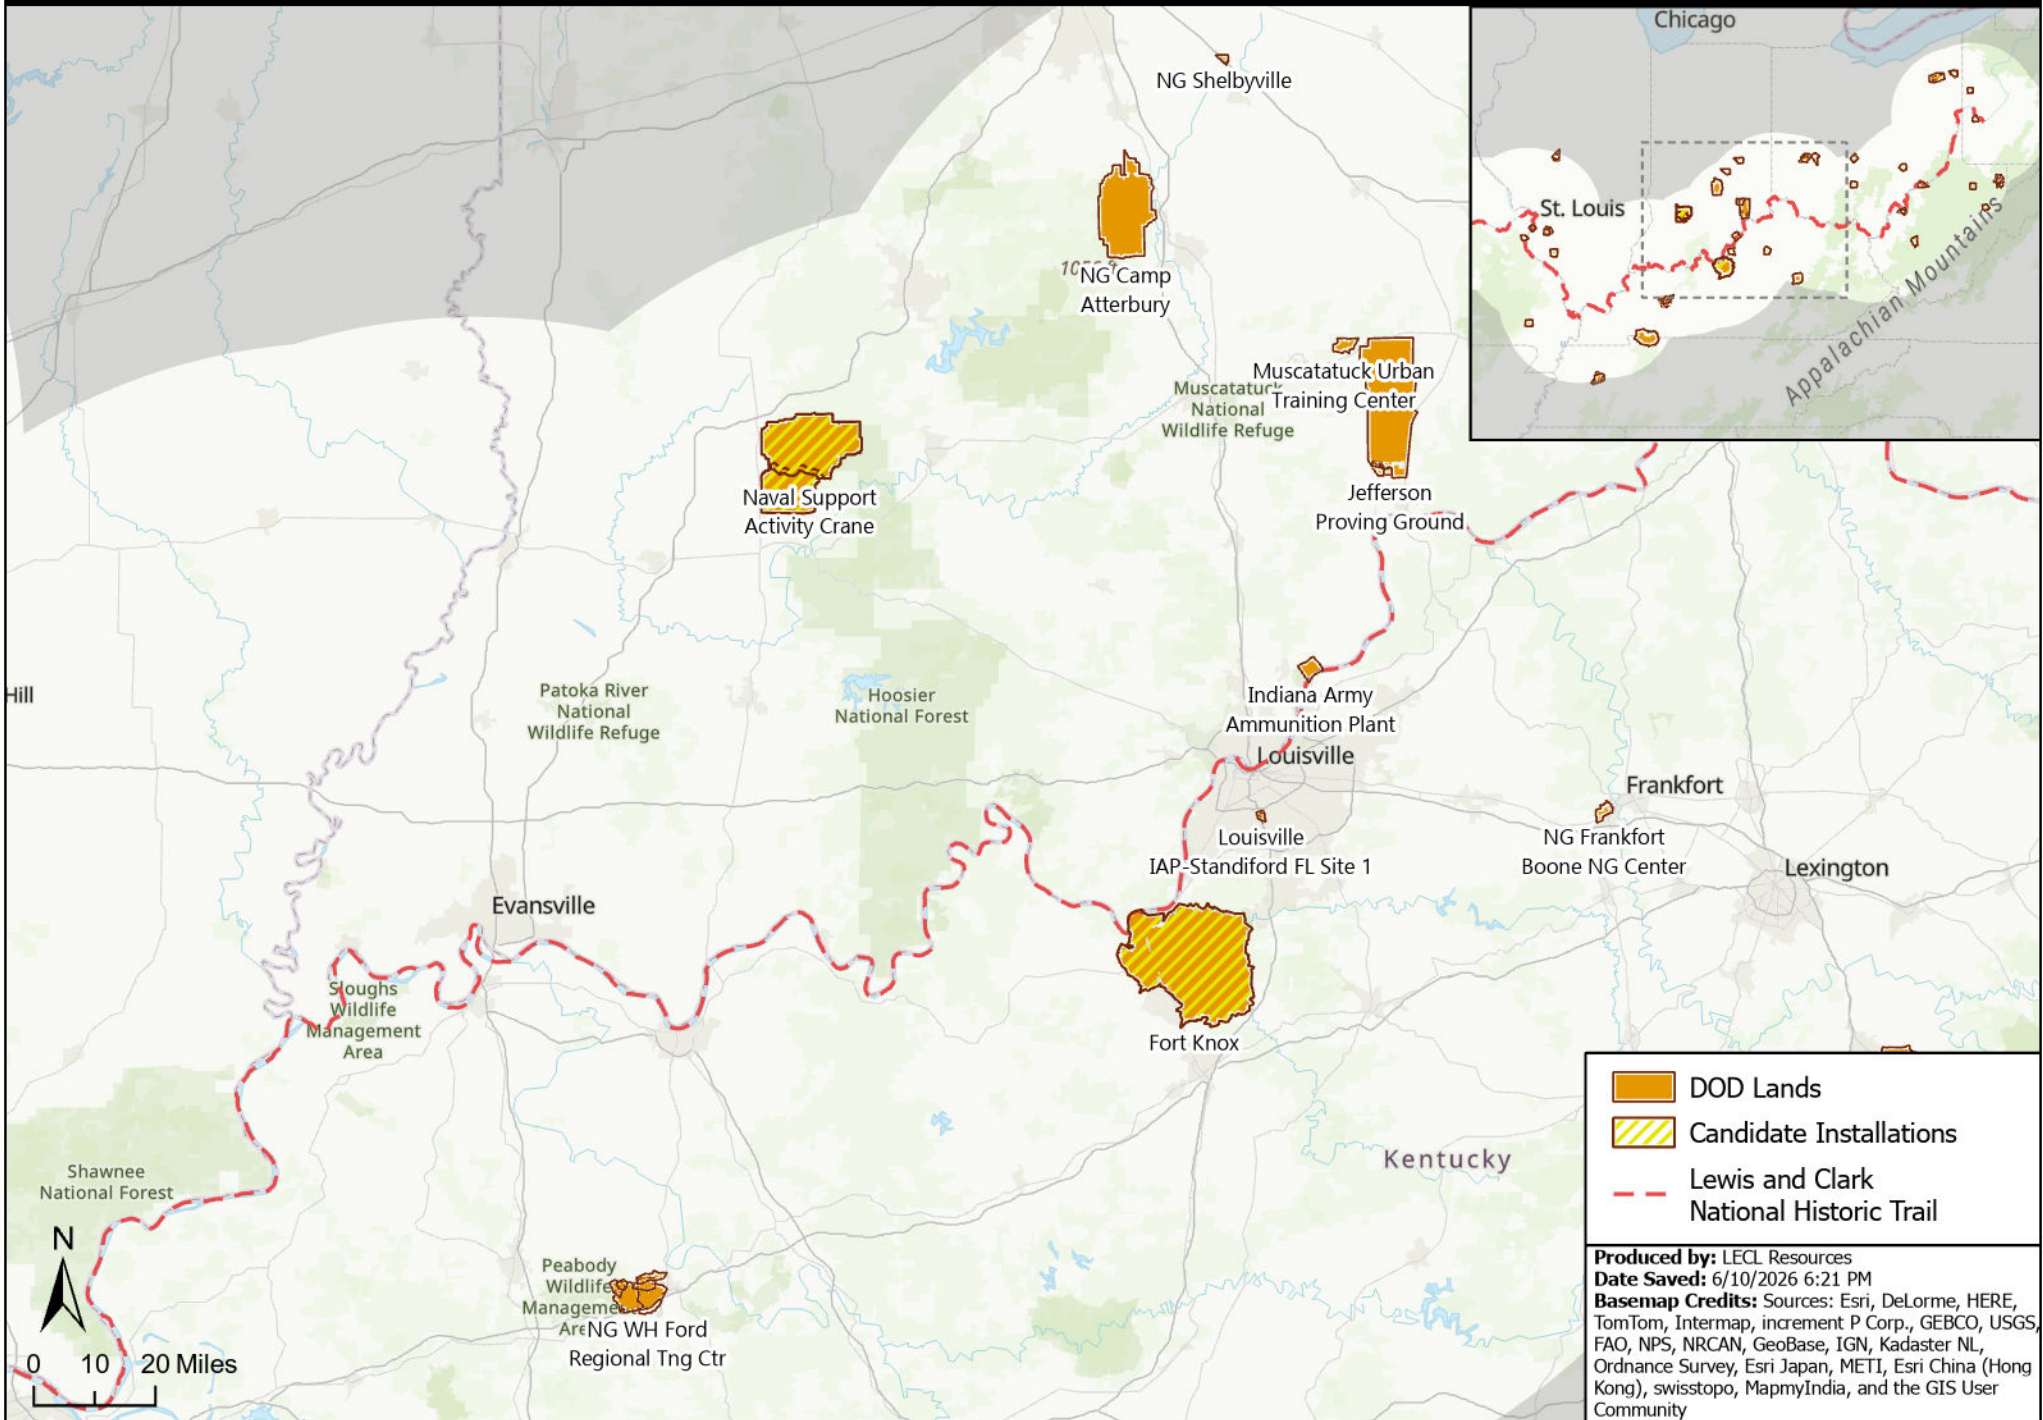 Chicago
St. Louis
Appalachian Mountains
NG Shelbyville
NG Camp
Atterbury
Muscatatuck Urban
Training Center
Muscatatuck
National
Wildlife Refuge
Naval Support
Activity Crane
Jefferson
Proving Ground
Hill
Patoka River
National
Wildlife Refuge
Hoosier
National Forest
Indiana Army
Ammunition Plant
Louisville
Frankfort
Louisville
IAP-Standiford FL Site 1
NG Frankfort
Boone NG Center
Lexington
Evansville
Sloughs
Wildlife
Management
Area
Fort Knox
Kentucky
Shawnee
National Forest
Peabody
Wildlife
Manageme
Are
NG WH Ford
Regional Tng Ctr
N
0 10 20 Miles
DOD Lands
Candidate Installations
Lewis and Clark
National Historic Trail
Produced by: LECL Resources
Date Saved: 6/10/2026 6:21 PM
Basemap Credits: Sources: Esri, DeLorme, HERE,
TomTom, Intermap, increment P Corp., GEBCO, USGS,
FAO, NPS, NRCAN, GeoBase, IGN, Kadaster NL,
Ordnance Survey, Esri Japan, METI, Esri China (Hong
Kong), swisstopo, MapmyIndia, and the GIS User
Community